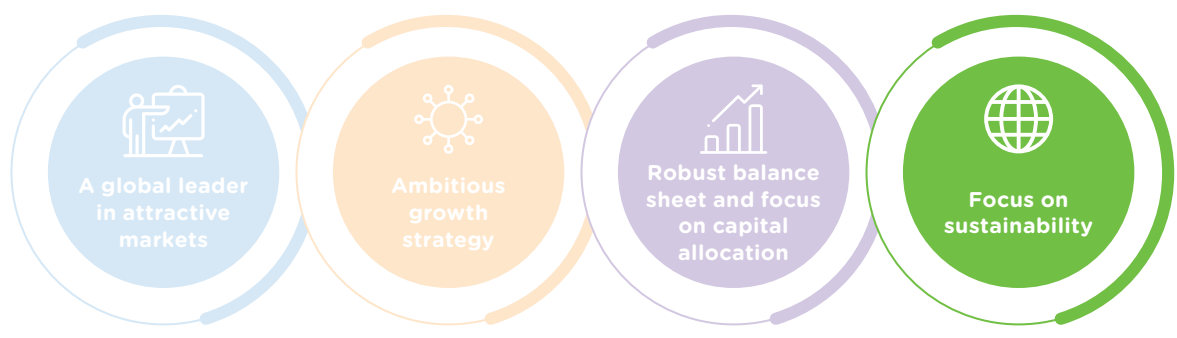 A global leader
in attractive
markets
Ambitious
growth
strategy
Robust balance
sheet and focus
on capital
allocation
Focus on
sustainability